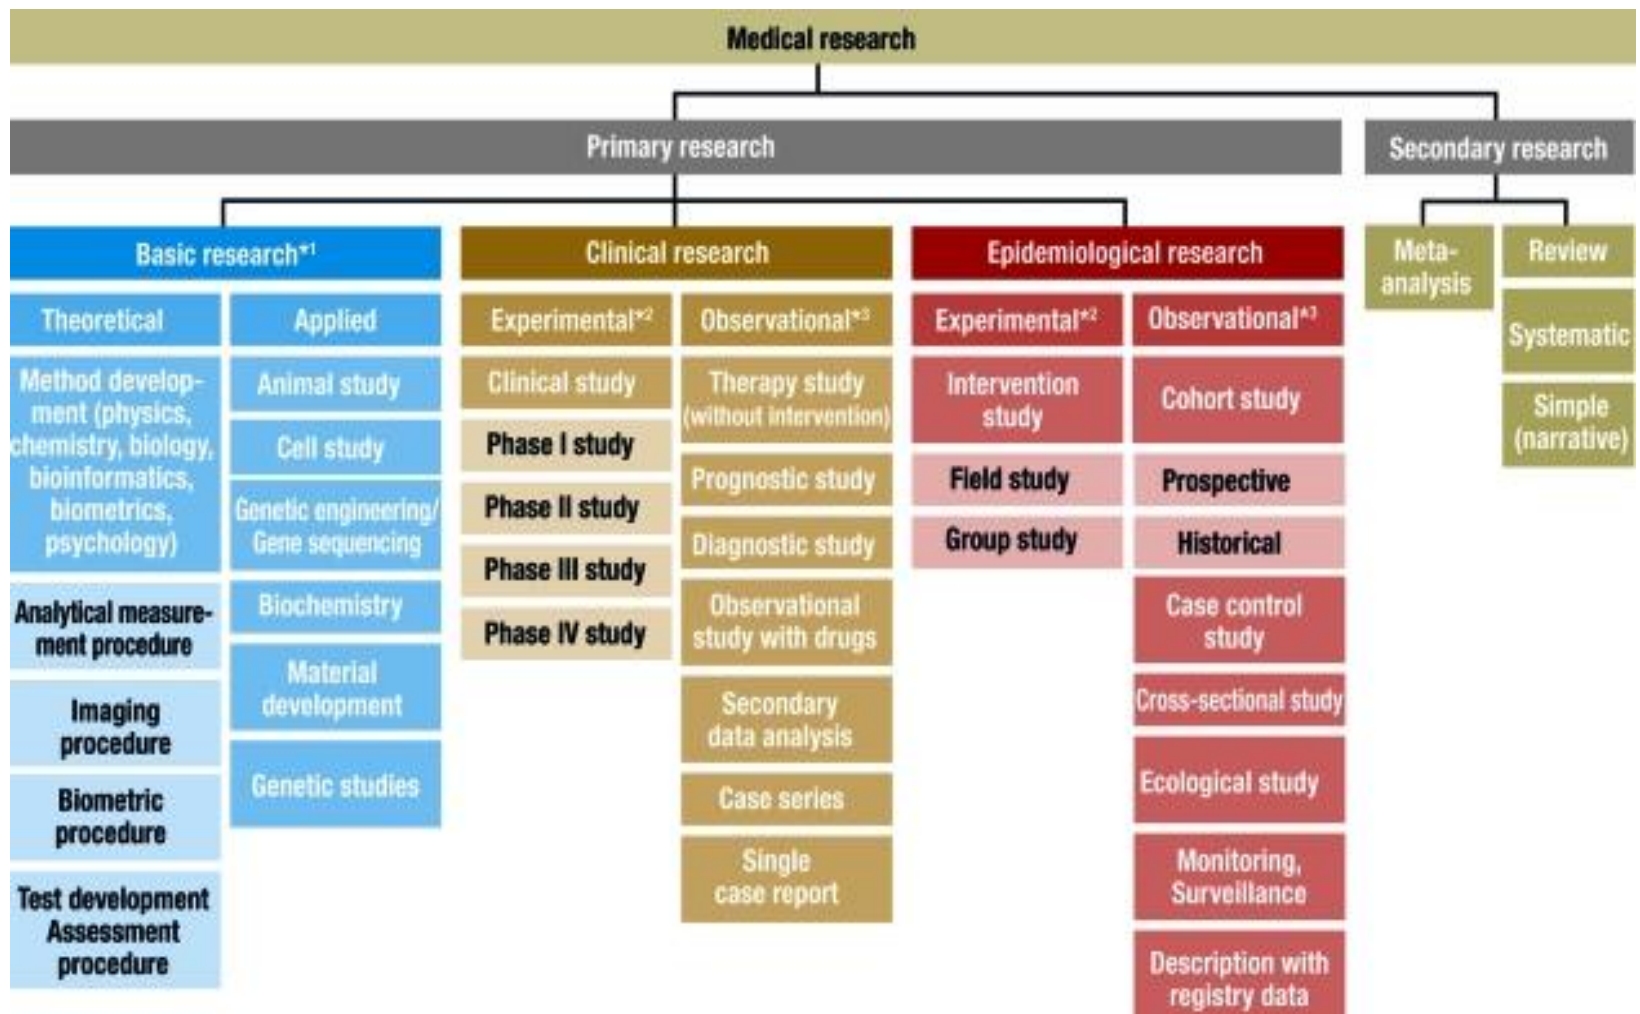 Medical research
Primary research
Secondary research
Basic research*1
Clinical research
Epidemiological research
Meta-
analysis
Review
Systematic
Simple
(narrative)
Theoretical
Method develop-
ment (physics,
chemistry, biology,
bioinformatics,
biometrics,
psychology)
Analytical measure-
ment procedure
Imaging
procedure
Biometric
procedure
Test development
Assessment
procedure
Applied
Animal study
Cell study
Genetic engineering/
Gene sequencing
Biochemistry
Material
development
Genetic studies
Experimental*2
Clinical study
Phase I study
Phase II study
Phase III study
Phase IV study
Observational*3
Therapy study
(without intervention)
Prognostic study
Diagnostic study
Observational
study with drugs
Secondary
data analysis
Case series
Single
case report
Experimental*2
Intervention
study
Field study
Group study
Observational*3
Cohort study
Prospective
Historical
Case control
study
Cross-sectional study
Ecological study
Monitoring,
Surveillance
Description with
registry data